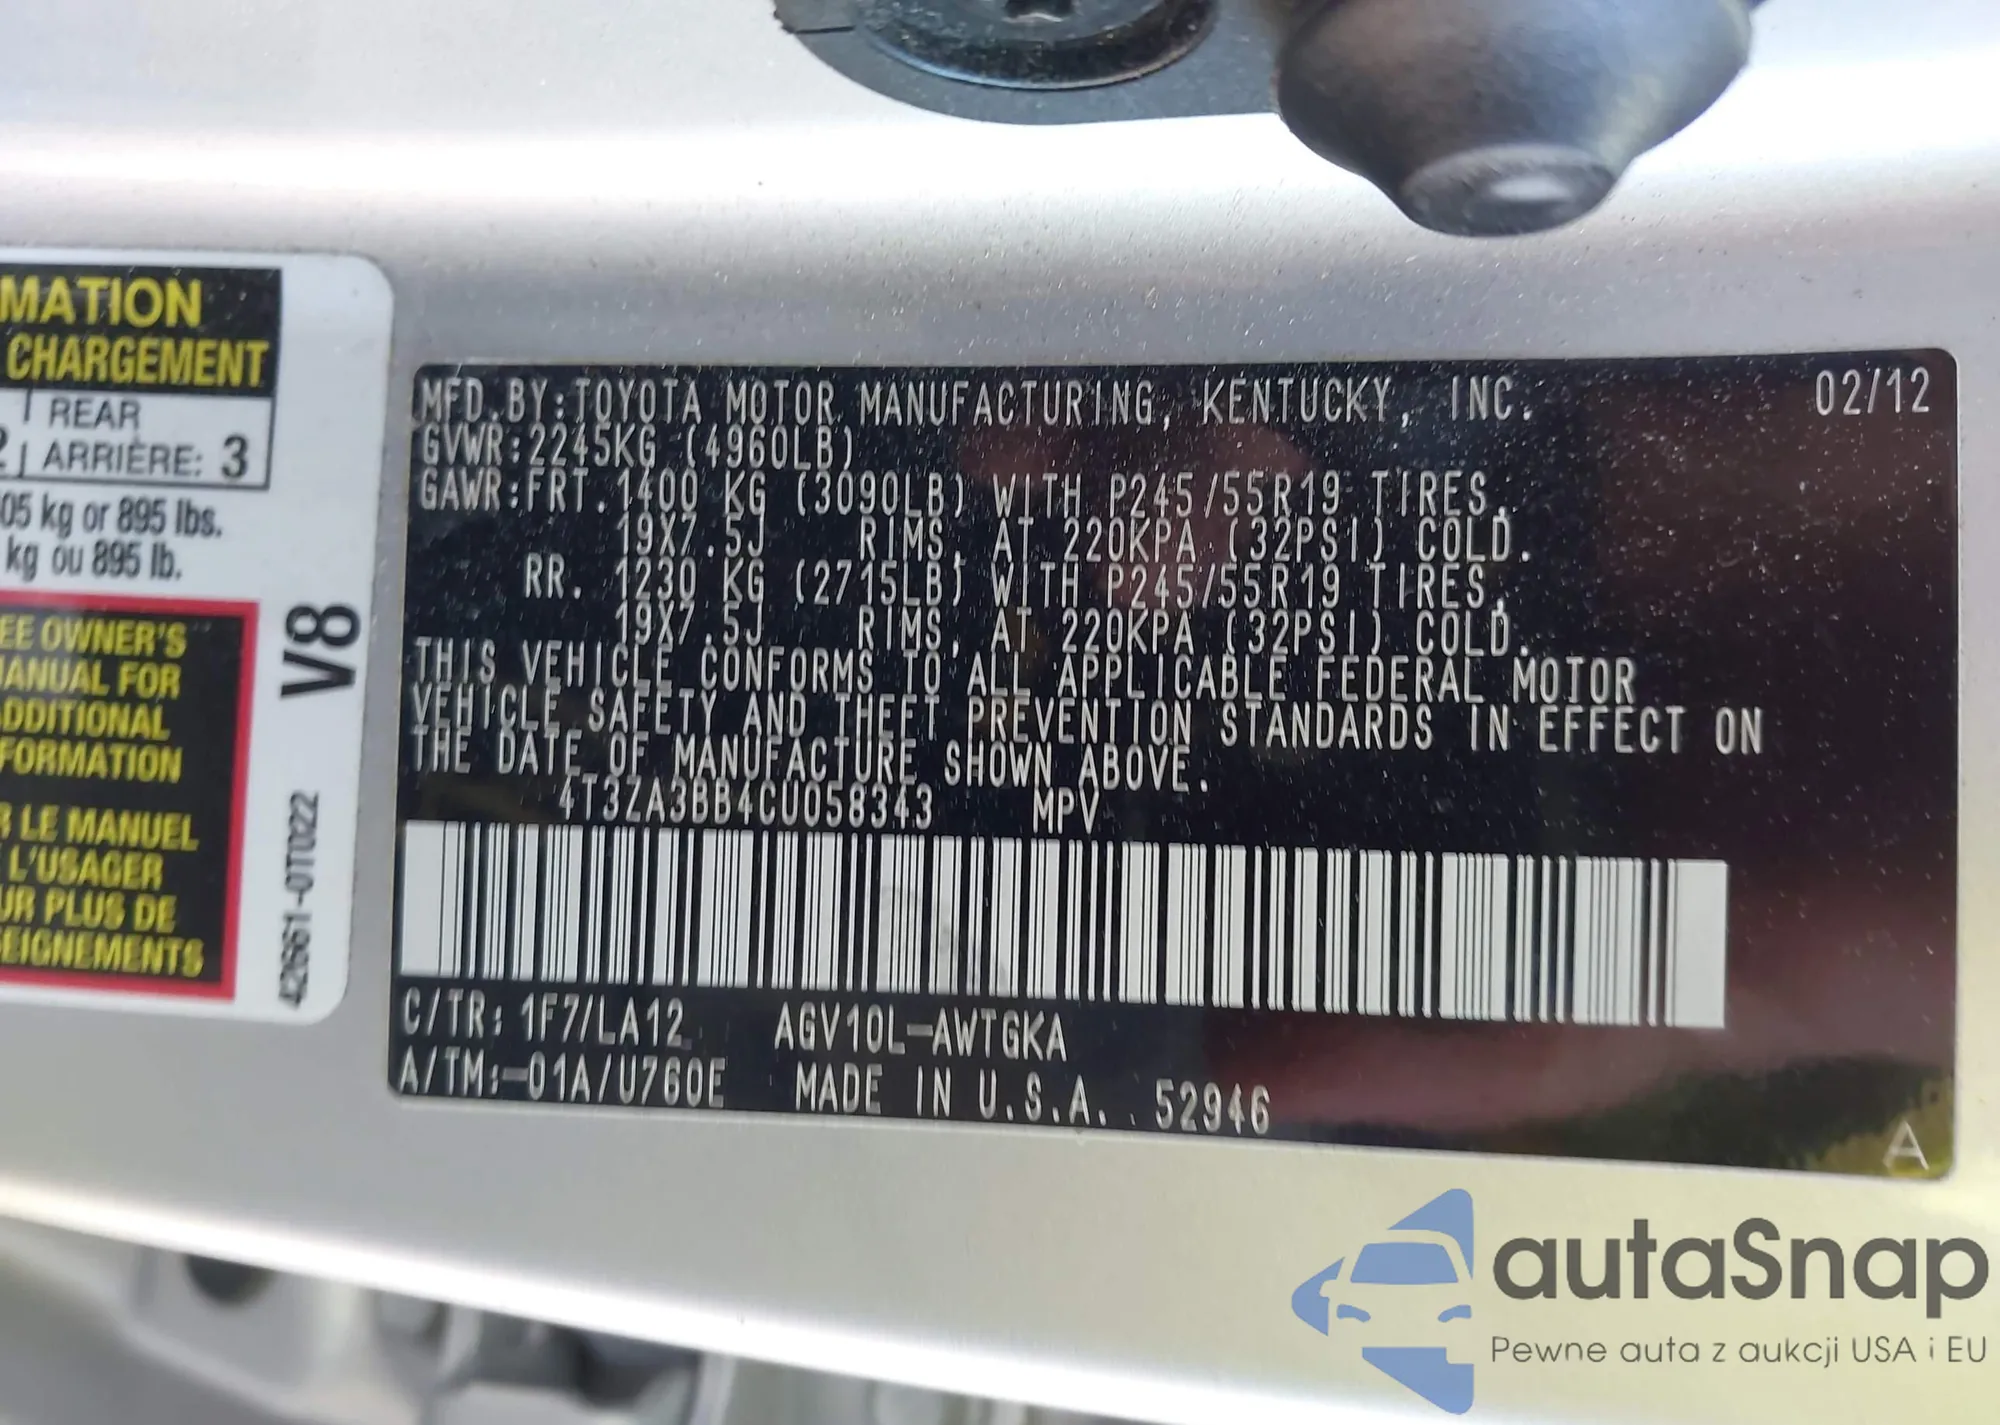 MATION
CHARGEMENT
REAR
2 ARRIÈRE: 3
05 kg or 895 lbs.
kg ou 895 lb.
EE OWNER'S
MANUAL FOR
ADDITIONAL
FORMATION
R LE MANUEL
L'USAGER
UR PLUS DE
SEIGNEMENTS
V8
42661-0T022
MFD.BY:TOYOTA MOTOR MANUFACTURING, KENTUCKY, INC. 02/12
GVWR:2245KG (4960LB)
GAWR:FRT. 1400 KG (3090LB) WITH P245/55R19 TIRES,
19X7.5J RIMS, AT 220KPA (32PSI) COLD.
RR. 1230 KG (2715LB) WITH P245/55R19 TIRES,
19X7.5J RIMS, AT 220KPA (32PSI) COLD.
THIS VEHICLE CONFORMS TO ALL APPLICABLE FEDERAL MOTOR
VEHICLE SAFETY AND THEFT PREVENTION STANDARDS IN EFFECT ON
THE DATE OF MANUFACTURE SHOWN ABOVE.
4T3ZA3BB4CU058343 MPV
C/TR: 1F7/LA12 AGV10L-AWTGKA
A/TM:-01A/U760E MADE IN U.S.A. 52946
A
autaSnap
Pewne auta z aukcji USA i EU